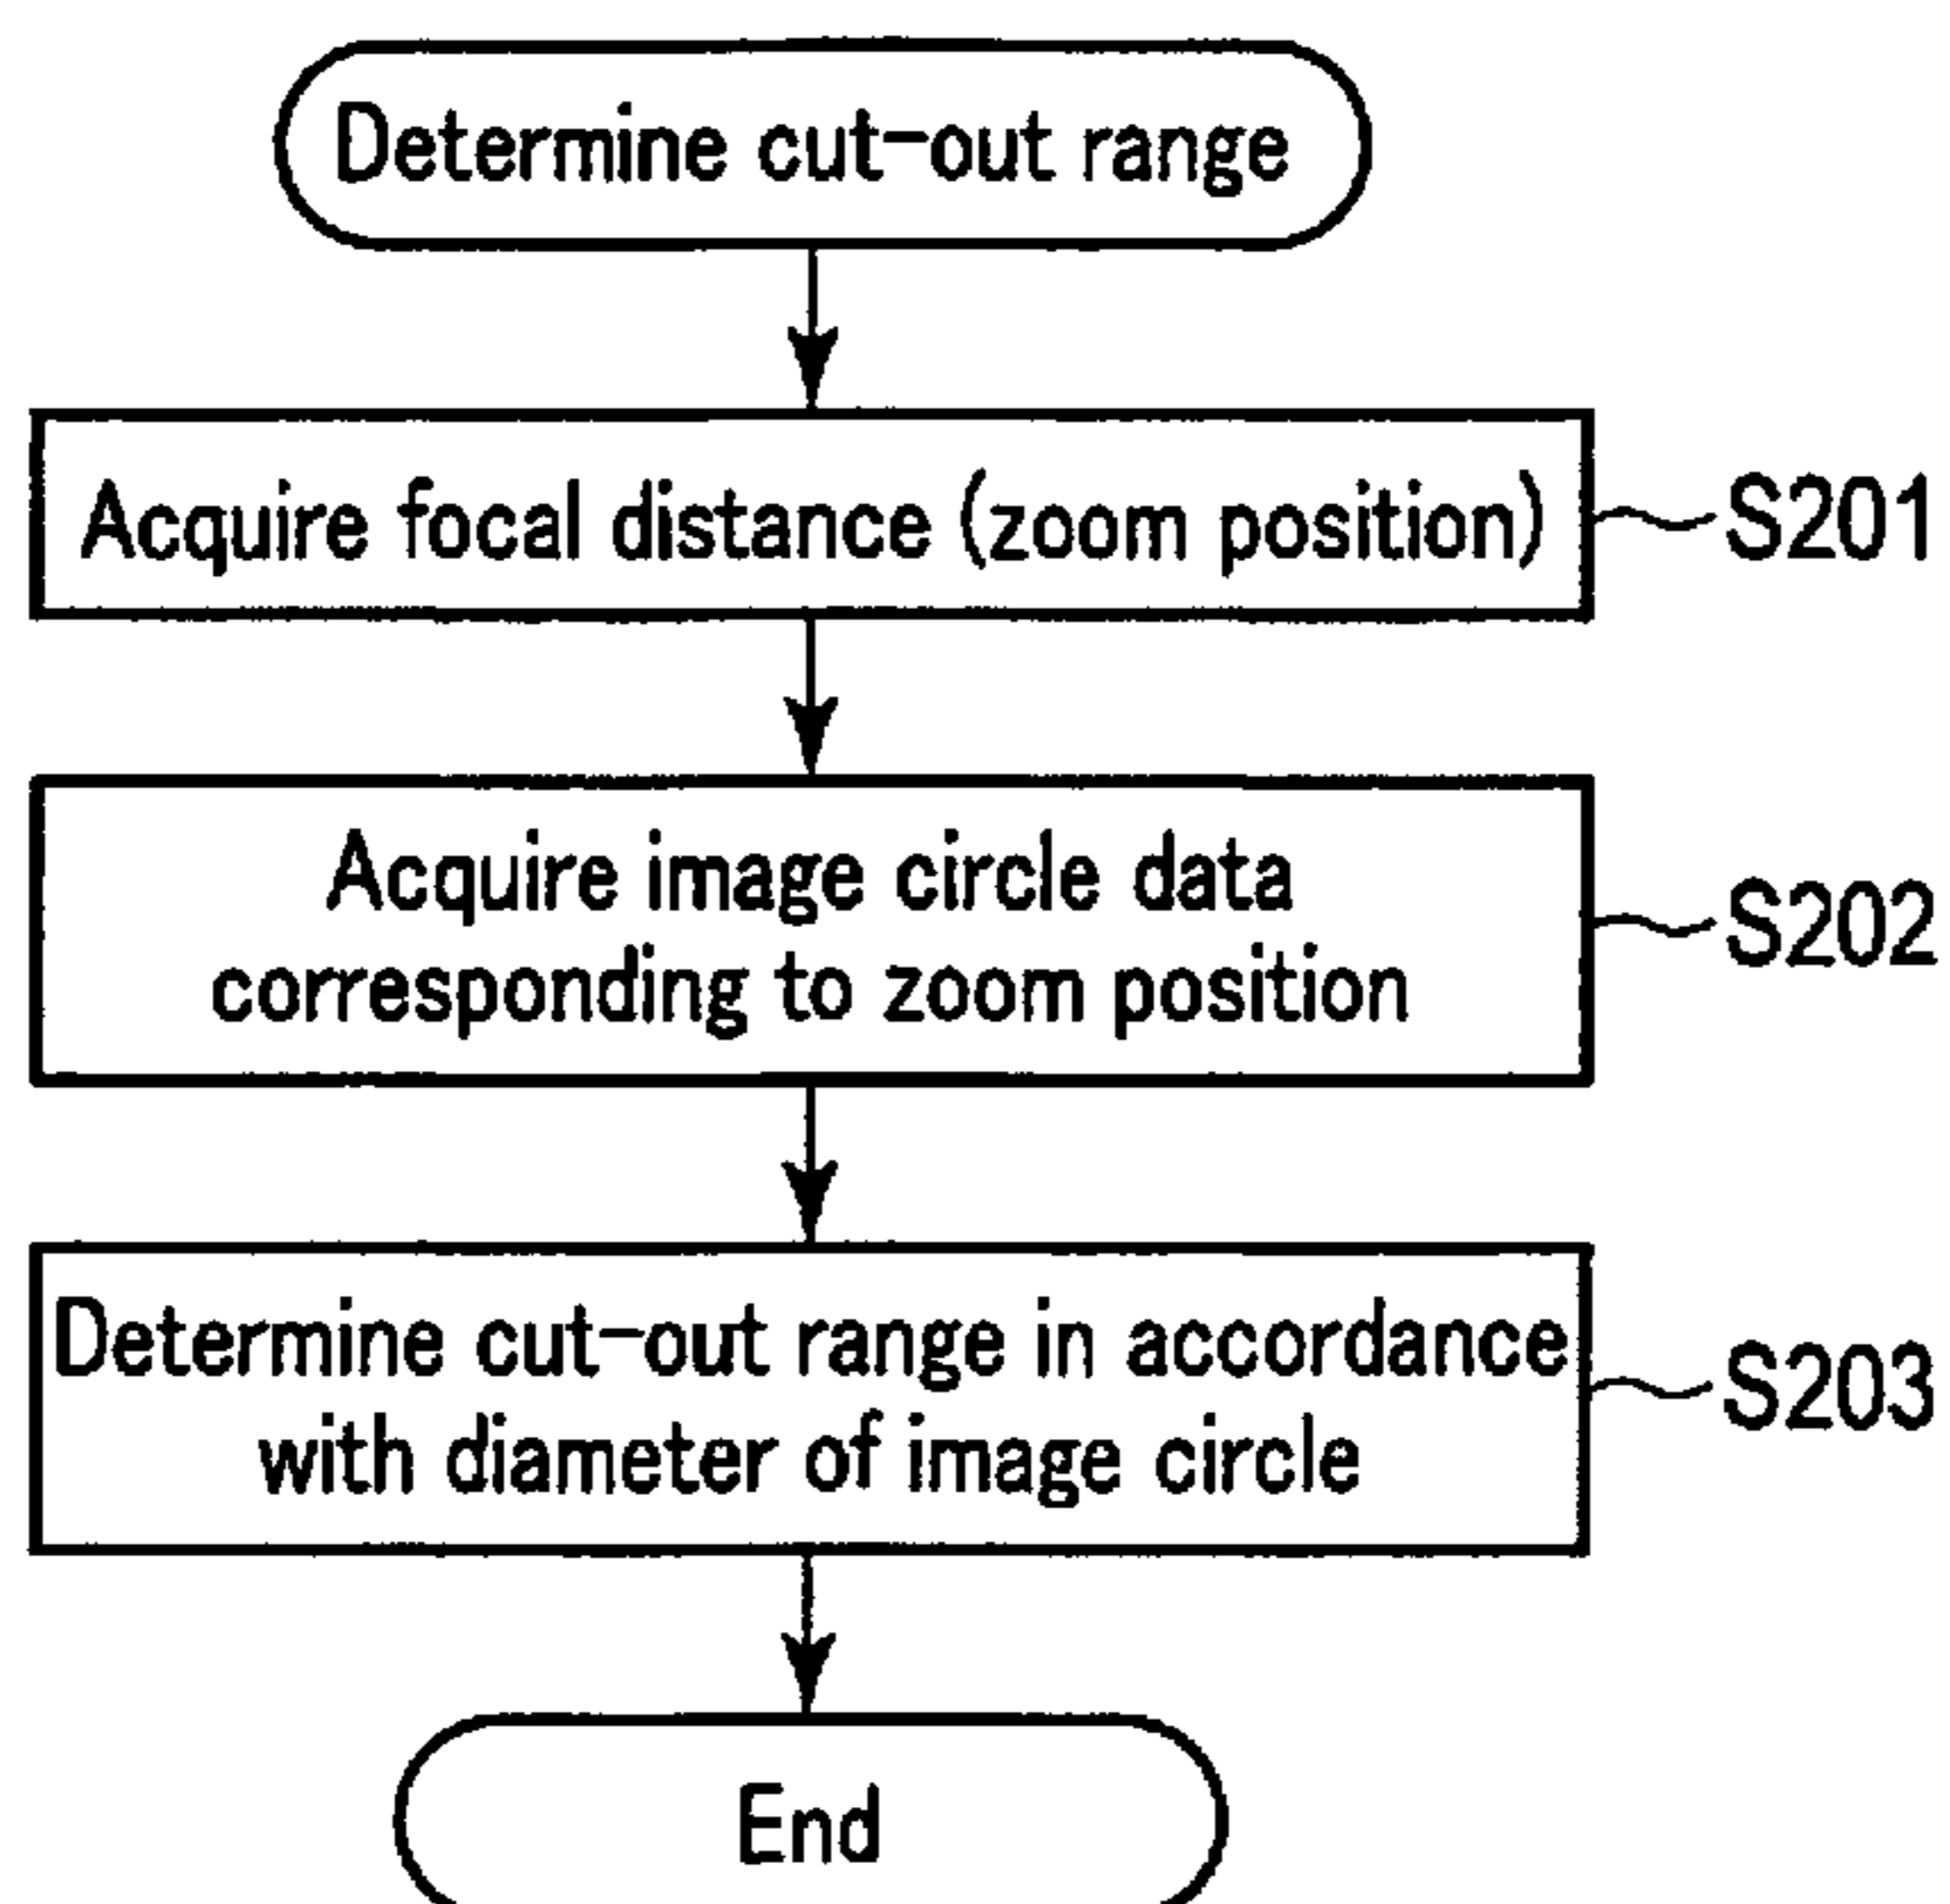 Determine cut-out range
Acquire focal distance (zoom position)
S201
Acquire image circle data
corresponding to zoom position
S202
Determine cut-out range in accordance
with diameter of image circle
S203
End